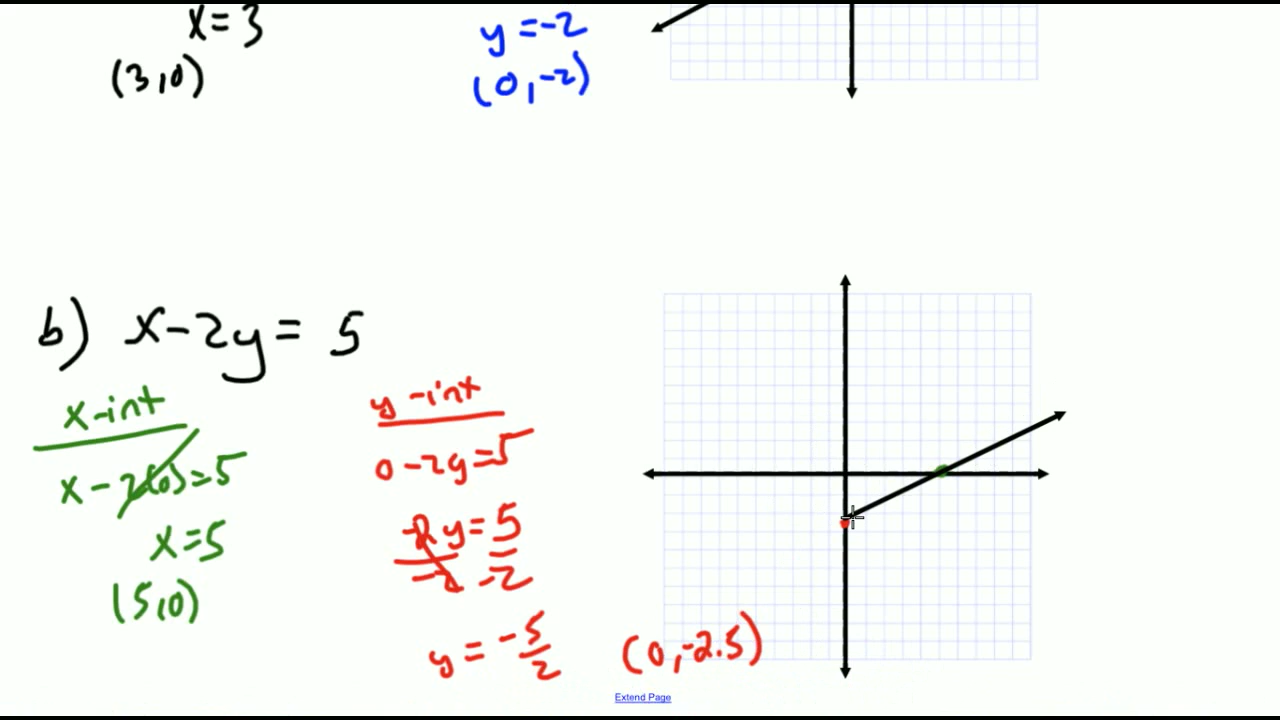 x=3
(3,0)
y=-2
(0,-2)
b) x-2y= 5
x-int
x-2(0)=5
x=5
(5,0)
y-int
0-2y=5
-2y=5
-2 -2
y=-5/2
(0,-2.5)
Extend Page